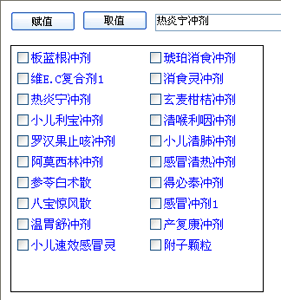 赋值 取值 热炎宁冲剂
板蓝根冲剂 琥珀消食冲剂
维E.C复合剂1 消食灵冲剂
热炎宁冲剂 玄麦柑桔冲剂
小儿利宝冲剂 清喉利咽冲剂
罗汉果止咳冲剂 小儿清肺冲剂
阿莫西林冲剂 感冒清热冲剂
参苓白术散 得必泰冲剂
八宝惊风散 感冒冲剂1
温胃舒冲剂 产复康冲剂
小儿速效感冒灵 附子颗粒